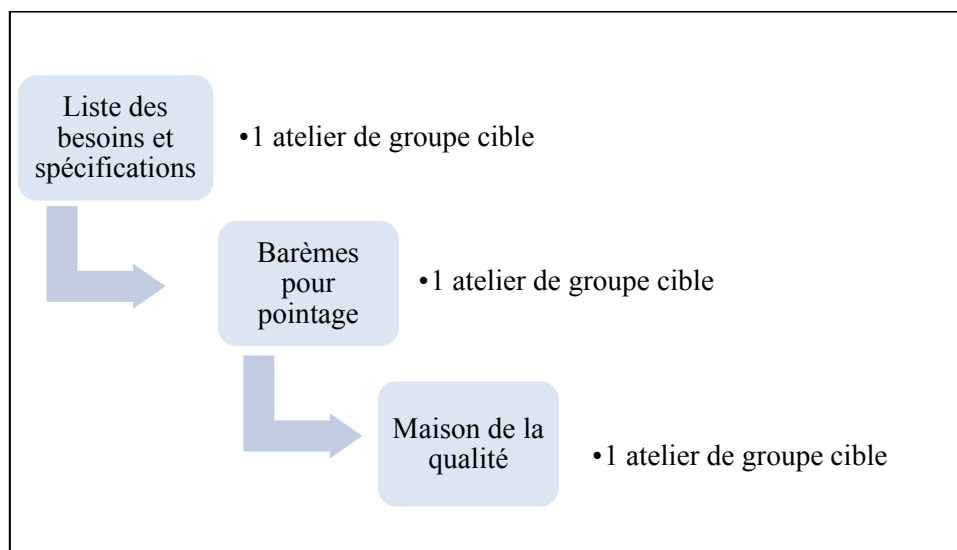 Liste des
besoins et
spécifications
•1 atelier de groupe cible
Barèmes
pour
pointage
•1 atelier de groupe cible
Maison de la
qualité
•1 atelier de groupe cible